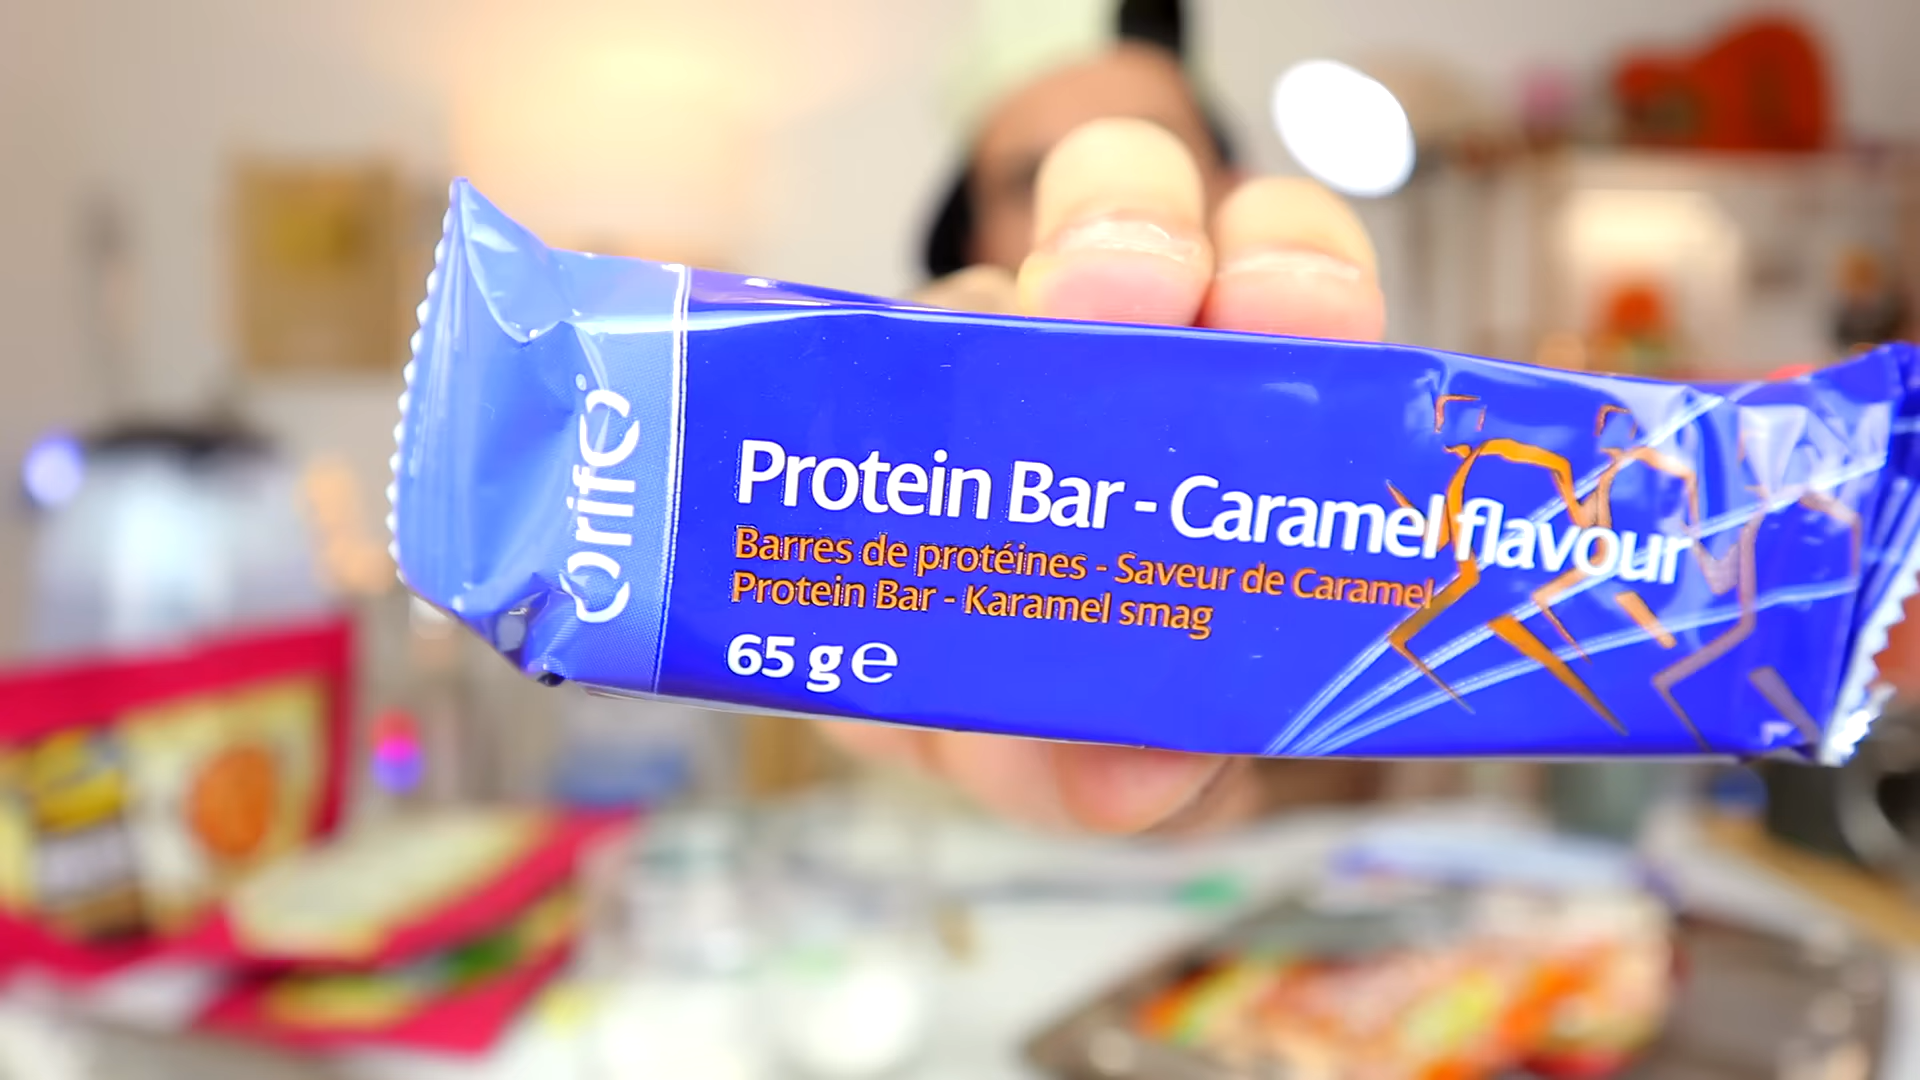 Orifo
Protein Bar - Caramel flavour
Barres de protéines - Saveur de Caramel
Protein Bar - Karamel smag
65 g ℮